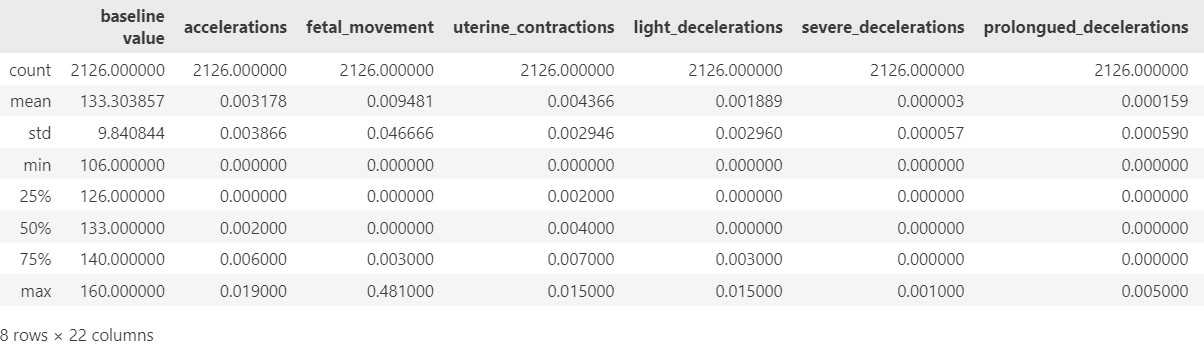 baseline value accelerations fetal_movement uterine_contractions light_decelerations severe_decelerations prolongued_decelerations
count 2126.000000 2126.000000 2126.000000 2126.000000 2126.000000 2126.000000 2126.000000
mean 133.303857 0.003178 0.009481 0.004366 0.001889 0.000003 0.000159
std 9.840844 0.003866 0.046666 0.002946 0.002960 0.000057 0.000590
min 106.000000 0.000000 0.000000 0.000000 0.000000 0.000000 0.000000
25% 126.000000 0.000000 0.000000 0.002000 0.000000 0.000000 0.000000
50% 133.000000 0.002000 0.000000 0.004000 0.000000 0.000000 0.000000
75% 140.000000 0.006000 0.003000 0.007000 0.003000 0.000000 0.000000
max 160.000000 0.019000 0.481000 0.015000 0.015000 0.001000 0.005000
8 rows × 22 columns